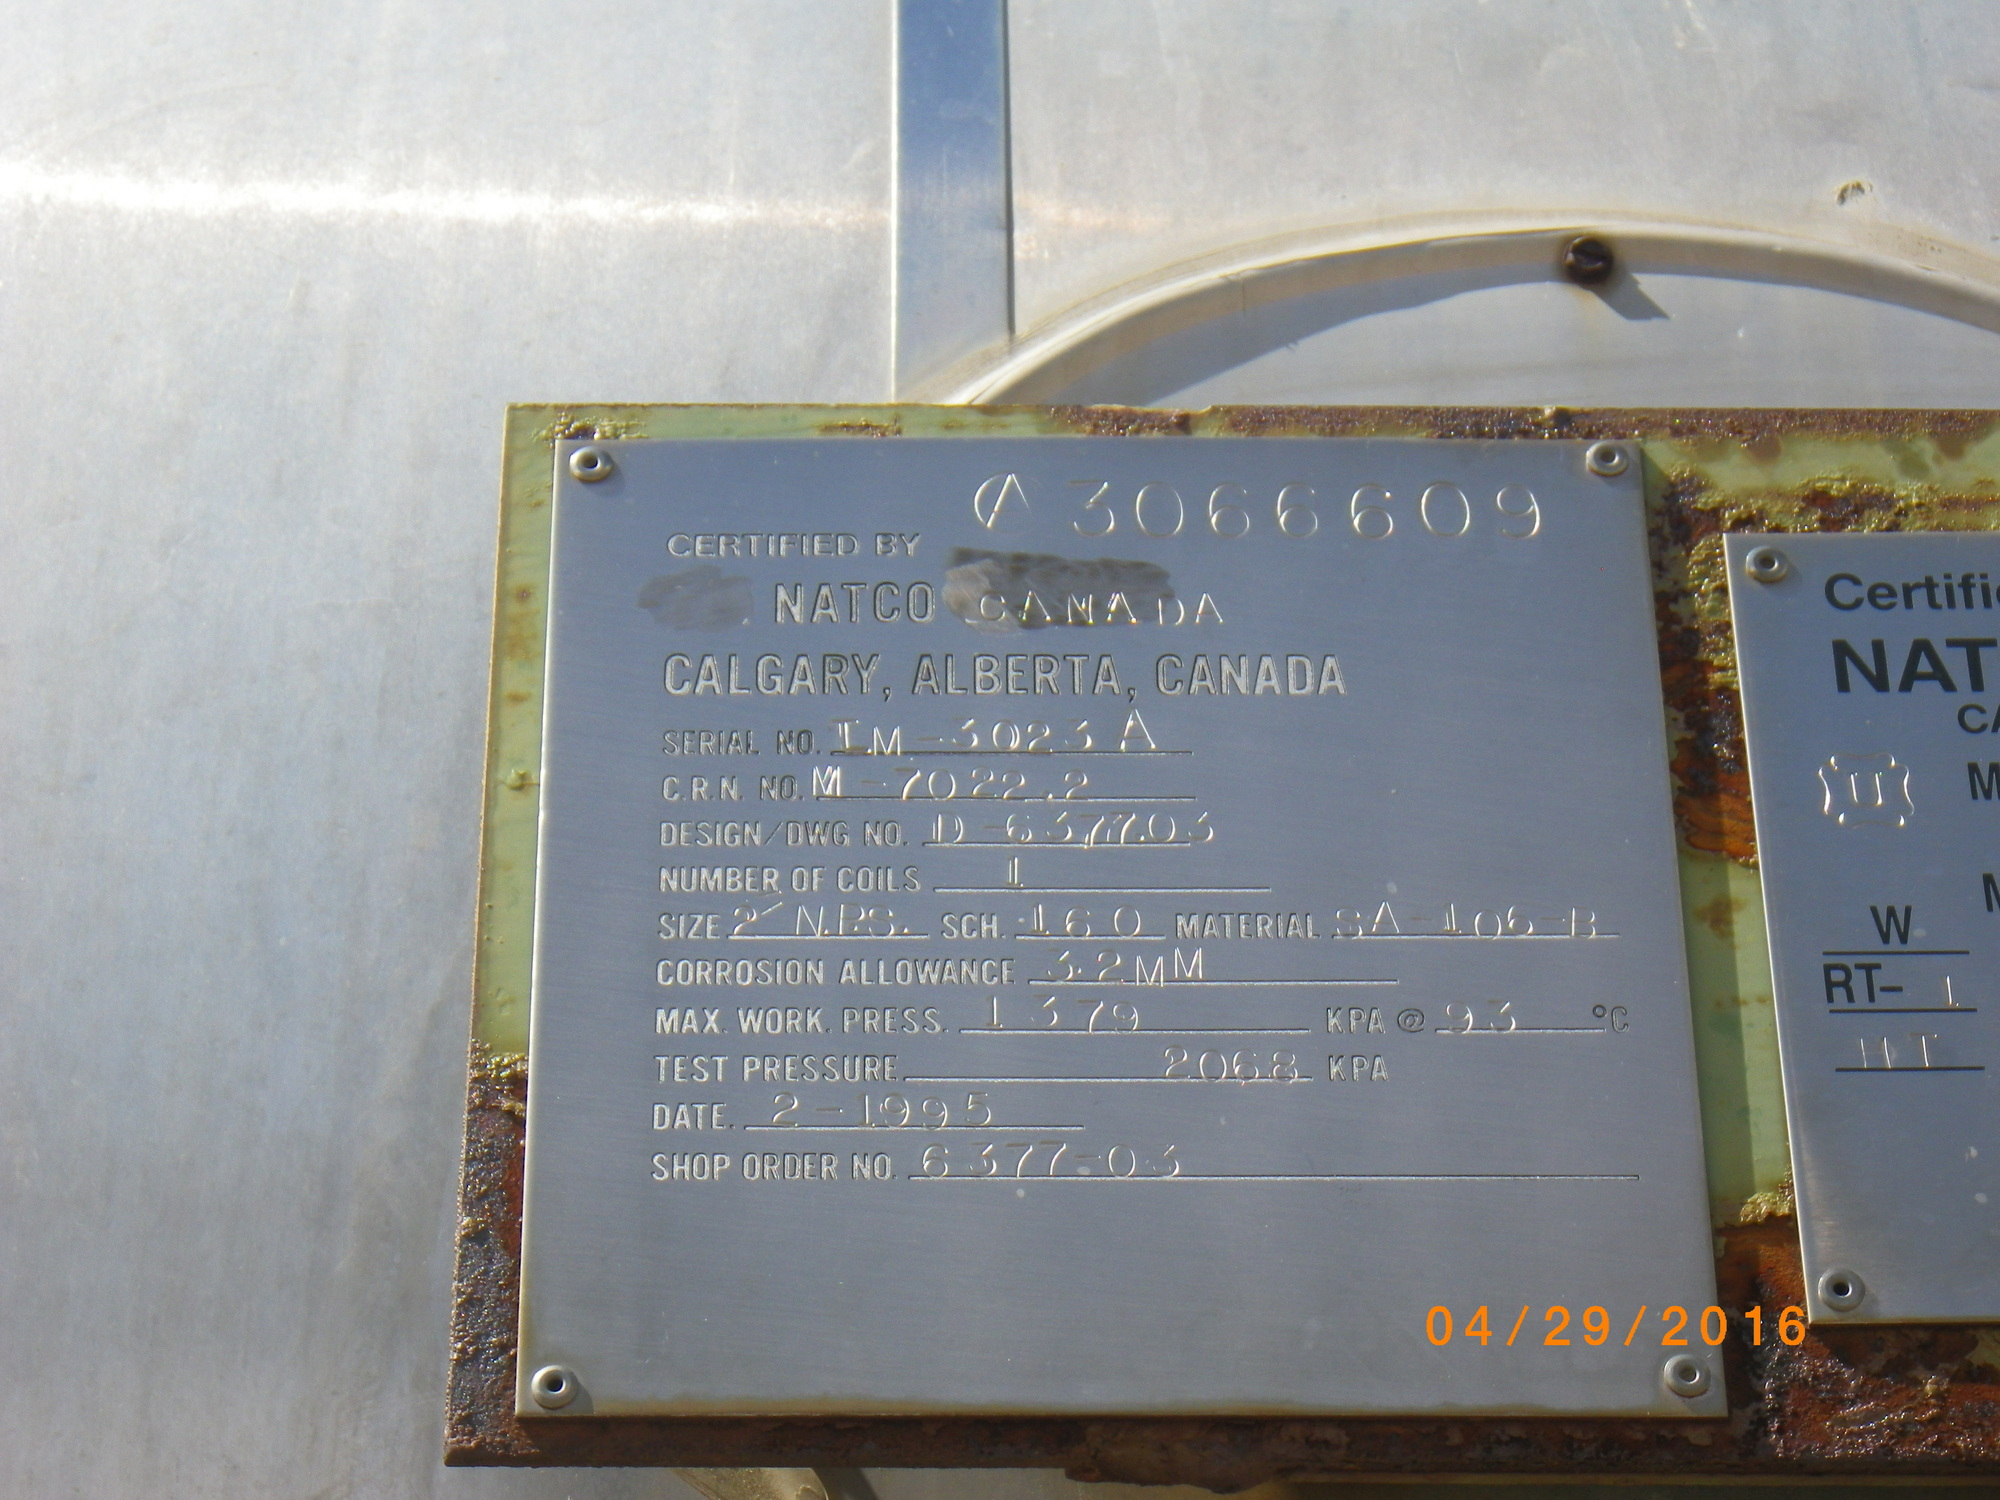 A 3066609
CERTIFIED BY
NATCO CANADA
CALGARY, ALBERTA, CANADA
SERIAL NO. IM-3023A
C.R.N. NO. M-7022.2
DESIGN/DWG NO. D-637703
NUMBER OF COILS 1
SIZE 2" N.P.S. SCH. 160 MATERIAL SA-106-B
CORROSION ALLOWANCE 3.2MM
MAX. WORK. PRESS. 1379 KPA @ 93 °C
TEST PRESSURE 2068 KPA
DATE. 2-1995
SHOP ORDER NO. 6377-03
Certifie
NAT
CA
U
M
W
RT- 1
HT
04/29/2016